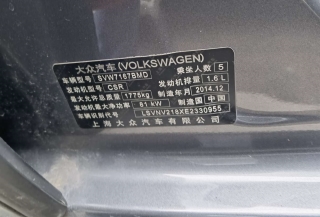 大众汽车(VOLKSWAGEN)
车辆型号 SVW7167BMD 乘坐人数 5
发动机型号 CSR 发动机排量 1.6 L
最大允许总质量 1775kg 制造年月 2014.12
发动机最大净功率 81 kW 制造国 中国
车辆识别代号 LSVNV218XE2330955
上海大众汽车有限公司